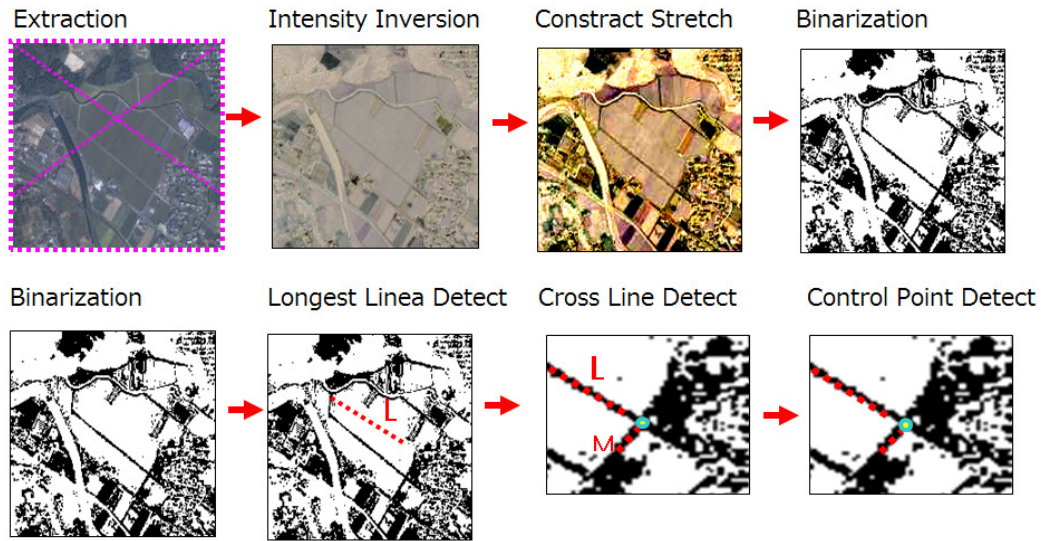 Extraction
Intensity Inversion
Constract Stretch
Binarization
Binarization
Longest Linea Detect
Cross Line Detect
Control Point Detect
L
L
M